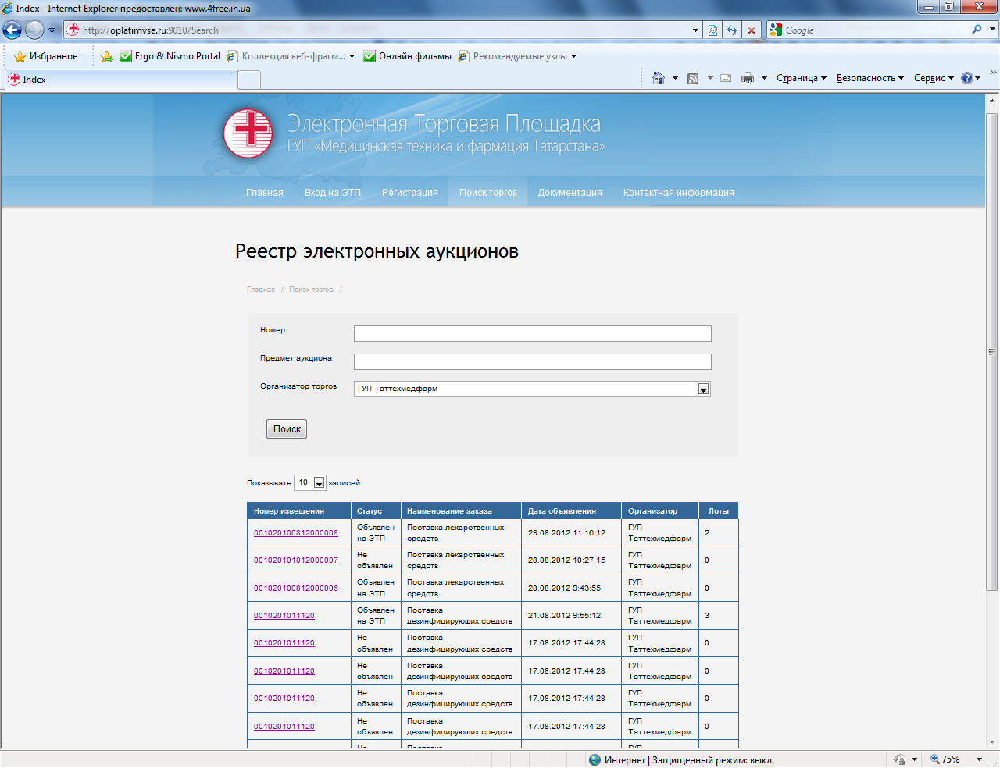 Index - Internet Explorer предоставлен: www.4free.in.ua
http://oplatimvse.ru:9010/Search
Google
Избранное
Ergo & Nismo Portal
Коллекция веб-фрагм...
Онлайн фильмы
Рекомендуемые узлы
Index
Страница
Безопасность
Сервис
Электронная Торговая Площадка
ГУП «Медицинская техника и фармация Татарстана»
Главная
Вход на ЭТП
Регистрация
Поиск торгов
Документация
Контактная информация
Реестр электронных аукционов
Главная / Поиск торгов /
Номер
Предмет аукциона
Организатор торгов
ГУП Таттехмедфарм
Поиск
Показывать 10 записей
Номер извещения Статус Наименование заказа Дата объявления Организатор Лоты
001020100812000008 Объявлен на ЭТП Поставка лекарственных средств 29.08.2012 11:16:12 ГУП Таттехмедфарм 2
001020101012000007 Не объявлен Поставка лекарственных средств 28.08.2012 10:27:15 ГУП Таттехмедфарм 0
001020100812000006 Объявлен на ЭТП Поставка лекарственных средств 28.08.2012 9:43:55 ГУП Таттехмедфарм 0
0010201011120 Объявлен на ЭТП Поставка дезинфицирующих средств 21.08.2012 9:55:12 ГУП Таттехмедфарм 3
0010201011120 Не объявлен Поставка дезинфицирующих средств 17.08.2012 17:44:28 ГУП Таттехмедфарм 0
0010201011120 Не объявлен Поставка дезинфицирующих средств 17.08.2012 17:44:28 ГУП Таттехмедфарм 0
0010201011120 Не объявлен Поставка дезинфицирующих средств 17.08.2012 17:44:28 ГУП Таттехмедфарм 0
0010201011120 Не объявлен Поставка дезинфицирующих средств 17.08.2012 17:44:28 ГУП Таттехмедфарм 0
Не Поставка ГУП
Интернет | Защищенный режим: выкл.
75%